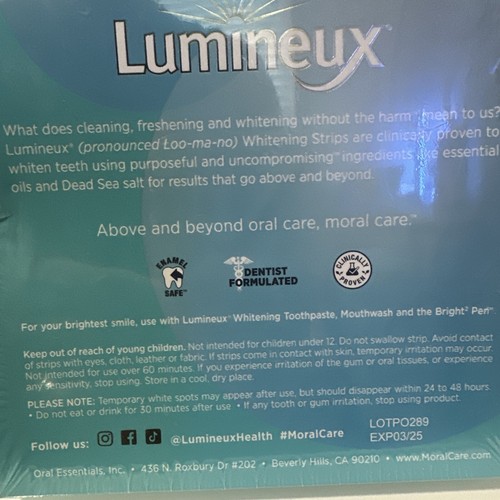 Lumineux™
What does cleaning, freshening and whitening without the harm mean to us?
Lumineux® (pronounced Loo-ma-no) Whitening Strips are clinically proven to
whiten teeth using purposeful and uncompromising™ ingredients like essential
oils and Dead Sea salt for results that go above and beyond.
Above and beyond oral care, moral care.™
ENAMEL SAFE™
DENTIST FORMULATED
CLINICALLY PROVEN
For your brightest smile, use with Lumineux® Whitening Toothpaste, Mouthwash and the Bright² Pen™
Keep out of reach of young children. Not intended for children under 12. Do not swallow strip. Avoid contact
of strips with eyes, cloth, leather or fabric. If strips come in contact with skin, temporary irritation may occur.
Not intended for use over 60 minutes. If you experience irritation of the gum or oral tissues, or experience
any sensitivity, stop using. Store in a cool, dry place.
PLEASE NOTE: Temporary white spots may appear after use, but should disappear within 24 to 48 hours.
• Do not eat or drink for 30 minutes after use • If any tooth or gum irritation, stop using product.
LOTPO289
Follow us: @LumineuxHealth #MoralCare EXP03/25
Oral Essentials, Inc. • 436 N. Roxbury Dr #202 • Beverly Hills, CA 90210 • www.MoralCare.com